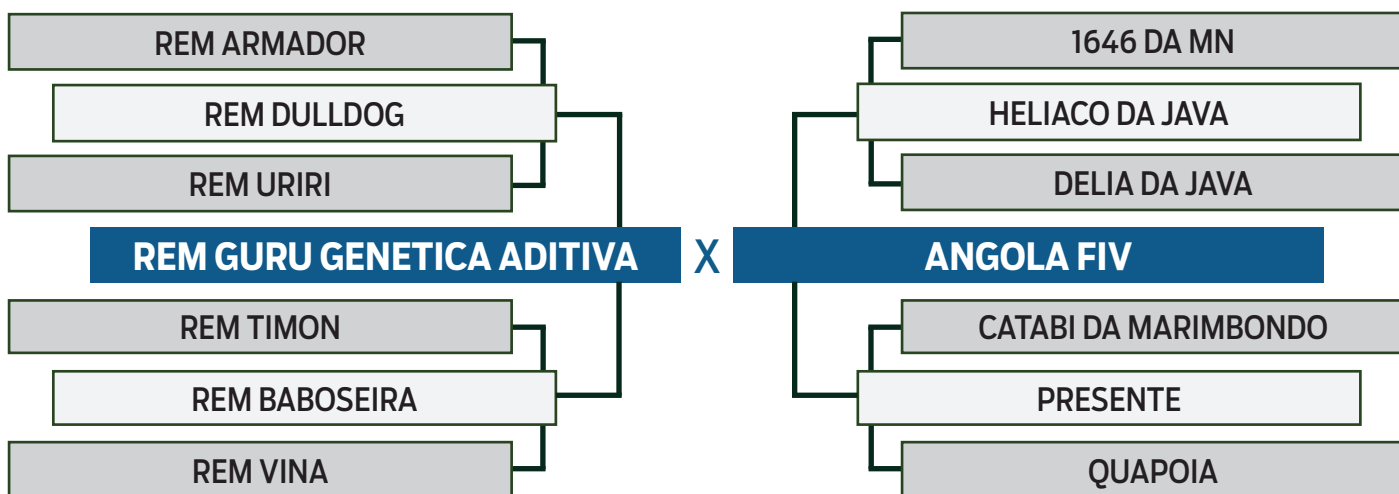 REM ARMADOR
REM DULLDOG
REM URIRI
REM GURU GENETICA ADITIVA
REM TIMON
REM BABOSEIRA
REM VINA
X
1646 DA MN
HELIACO DA JAVA
DELIA DA JAVA
ANGOLA FIV
CATABI DA MARIMBONDO
PRESENTE
QUAPOIA